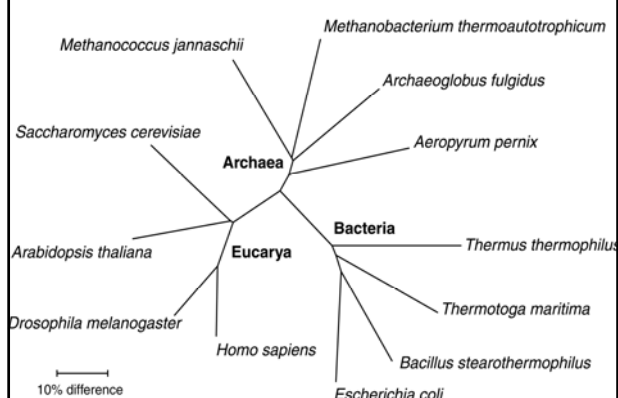 Methanobacterium thermoautotrophicum
Methanococcus jannaschii
Archaeoglobus fulgidus
Saccharomyces cerevisiae
Aeropyrum pernix
Archaea
Bacteria
Thermus thermophilus
Arabidopsis thaliana
Eucarya
Thermotoga maritima
Drosophila melanogaster
Homo sapiens
Bacillus stearothermophilus
10% difference
Escherichia coli